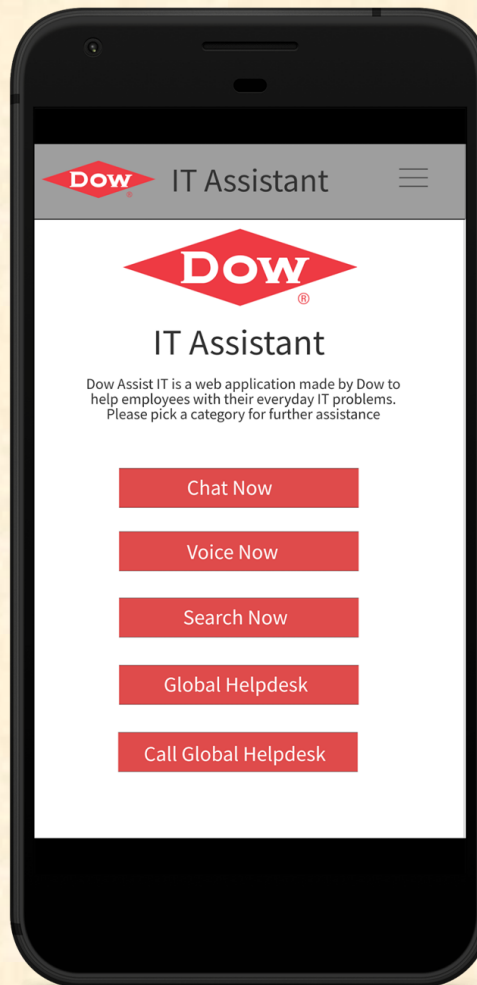 Dow IT Assistant
Dow
®
IT Assistant
Dow Assist IT is a web application made by Dow to
help employees with their everyday IT problems.
Please pick a category for further assistance
Chat Now
Voice Now
Search Now
Global Helpdesk
Call Global Helpdesk